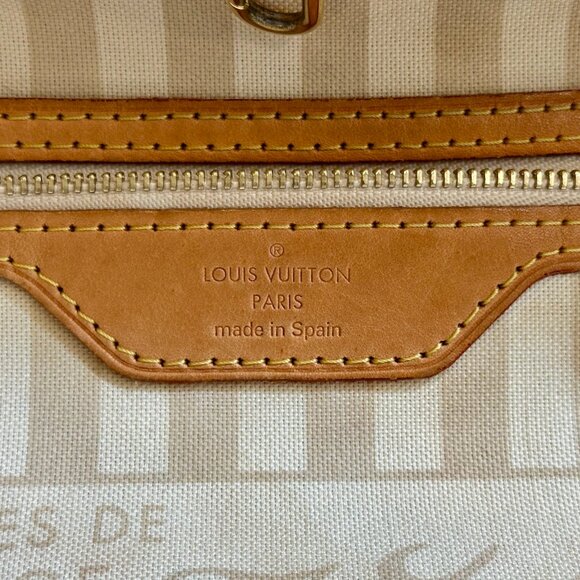 ®
LOUIS VUITTON
PARIS
made in Spain
ES DE